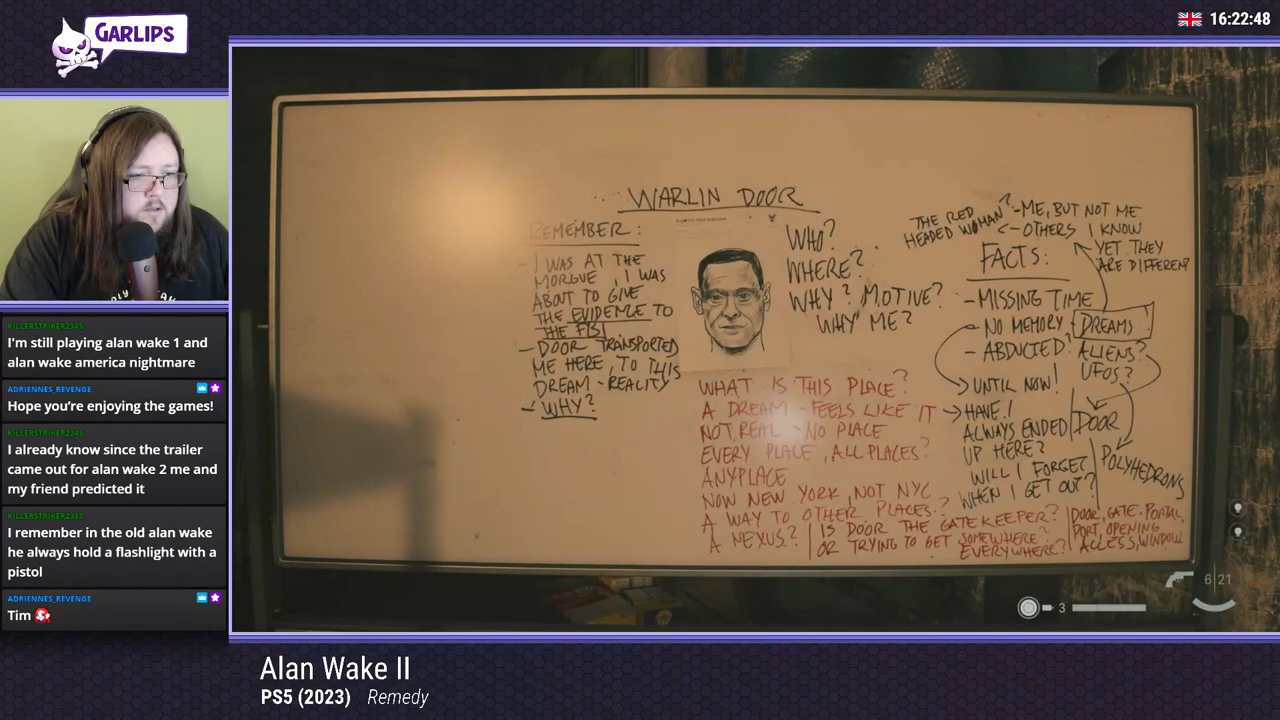 GARLIPS
16:22:48
KILLERSTRIKER2345
I'm still playing alan wake 1 and
alan wake america nightmare
ADRIENNES_REVENGE
Hope you're enjoying the games!
KILLERSTRIKER2345
I already know since the trailer
came out for alan wake 2 me and
my friend predicted it
KILLERSTRIKER2345
I remember in the old alan wake
he always hold a flashlight with a
pistol
ADRIENNES_REVENGE
Tim
WARLIN DOOR
REMEMBER:
- I WAS AT THE
MORGUE, I WAS
ABOUT TO GIVE
THE EVIDENCE TO
THE FBI
- DOOR TRANSPORTED
ME HERE, TO THIS
DREAM-REALITY
- WHY?
WHO?
WHERE?
WHY? MOTIVE?
WHY ME?
WHAT IS THIS PLACE?
A DREAM - FEELS LIKE IT
NOT REAL - NO PLACE
EVERY PLACE, ALL PLACES?
ANYPLACE
NOW NEW YORK, NOT NYC
A WAY TO OTHER PLACES?
A NEXUS?
IS DOOR THE GATEKEEPER?
OR TRYING TO GET SOMEWHERE?
EVERYWHERE?
THE RED
HEADED WOMAN?
- ME, BUT NOT ME
- OTHERS I KNOW
YET THEY
ARE DIFFERENT
FACTS:
- MISSING TIME
- NO MEMORY
- ABDUCTED?
UNTIL NOW!
HAVE I
ALWAYS ENDED
UP HERE?
WILL I FORGET
WHEN I GET OUT?
DREAMS
ALIENS?
UFOS?
DOOR
POLYHEDRONS
DOOR, GATE, PORTAL,
PORT, OPENING
ACCESS, WINDOW
6 21
3
Alan Wake II
PS5 (2023) Remedy